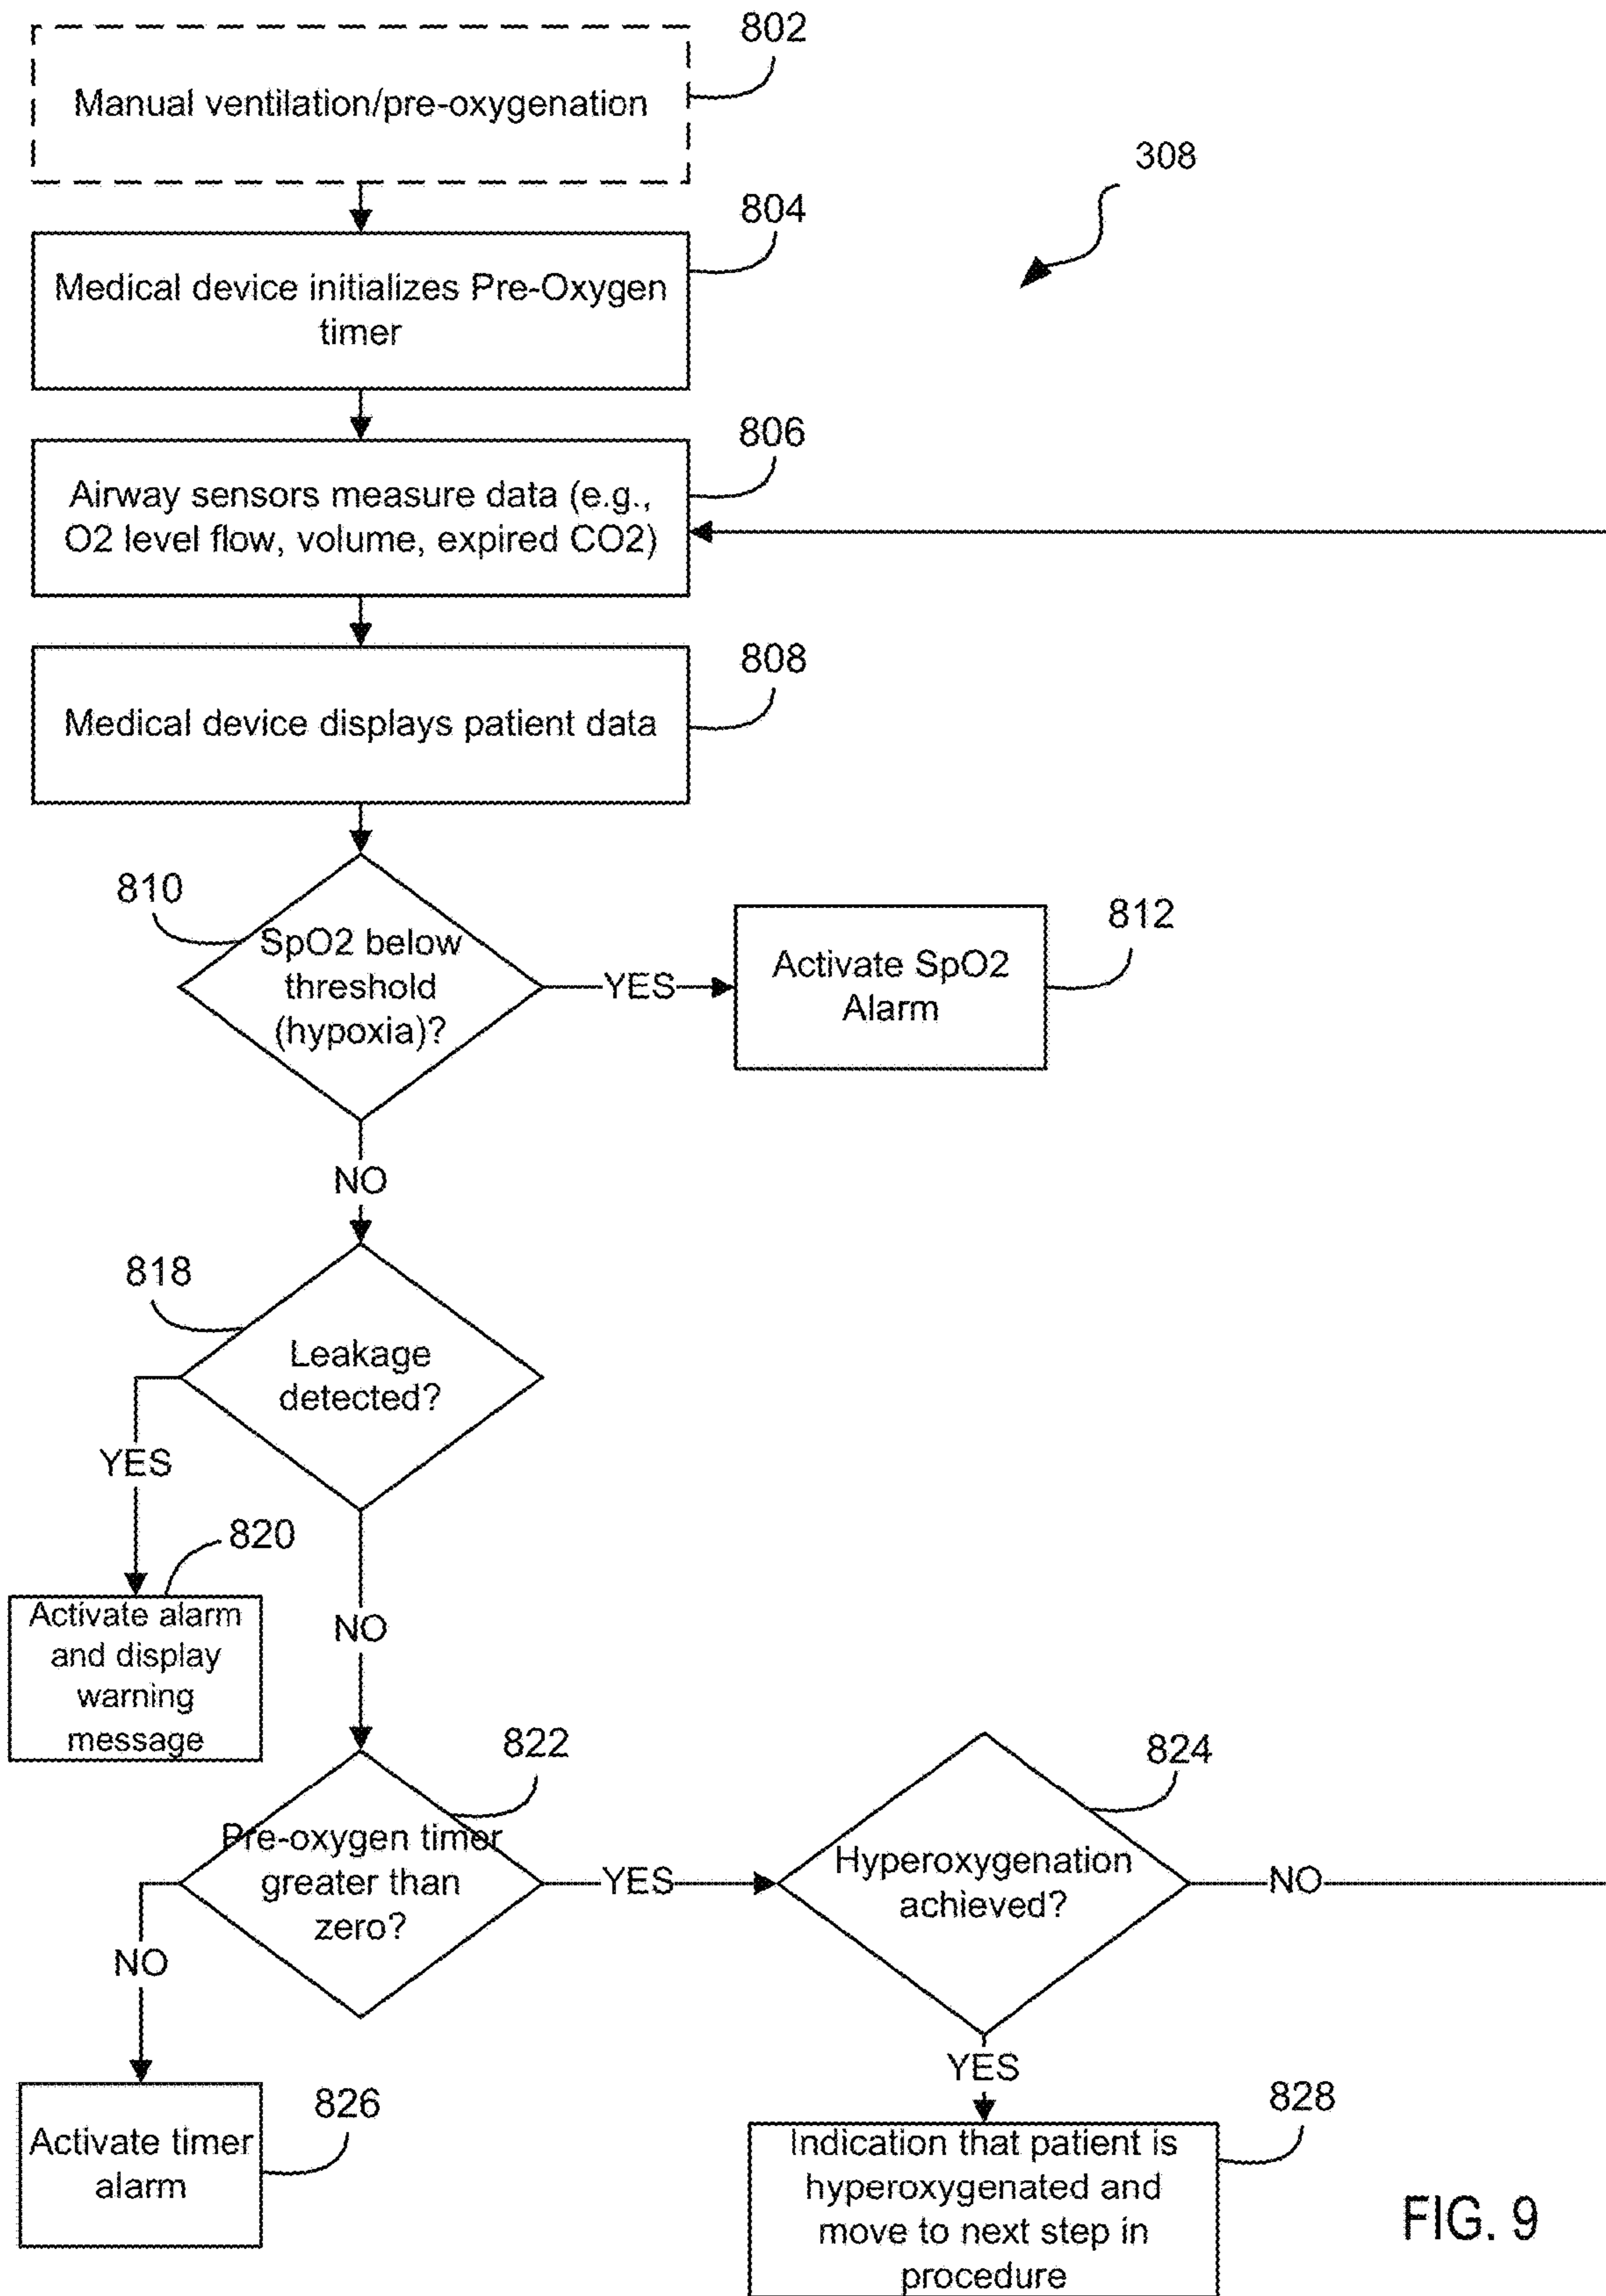 802
Manual ventilation/pre-oxygenation
308
804
Medical device initializes Pre-Oxygen
timer
806
Airway sensors measure data (e.g.,
O2 level flow, volume, expired CO2)
808
Medical device displays patient data
810
SpO2 below
threshold
(hypoxia)?
YES
812
Activate SpO2
Alarm
NO
818
Leakage
detected?
YES
820
Activate alarm
and display
warning
message
NO
822
Pre-oxygen timer
greater than
zero?
YES
824
Hyperoxygenation
achieved?
NO
NO
826
Activate timer
alarm
YES
828
Indication that patient is
hyperoxygenated and
move to next step in
procedure
FIG. 9